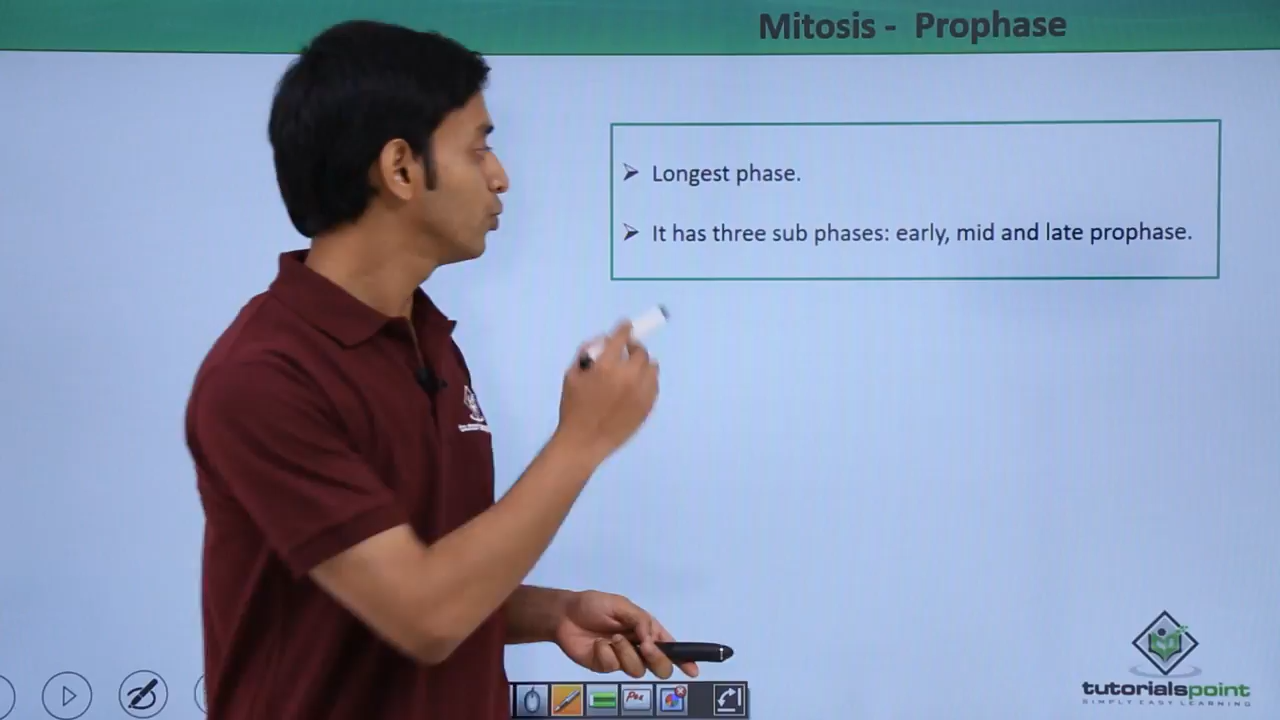 Mitosis - Prophase
➢ Longest phase.
➢ It has three sub phases: early, mid and late prophase.
tutorialspoint
SIMPLY EASY LEARNING